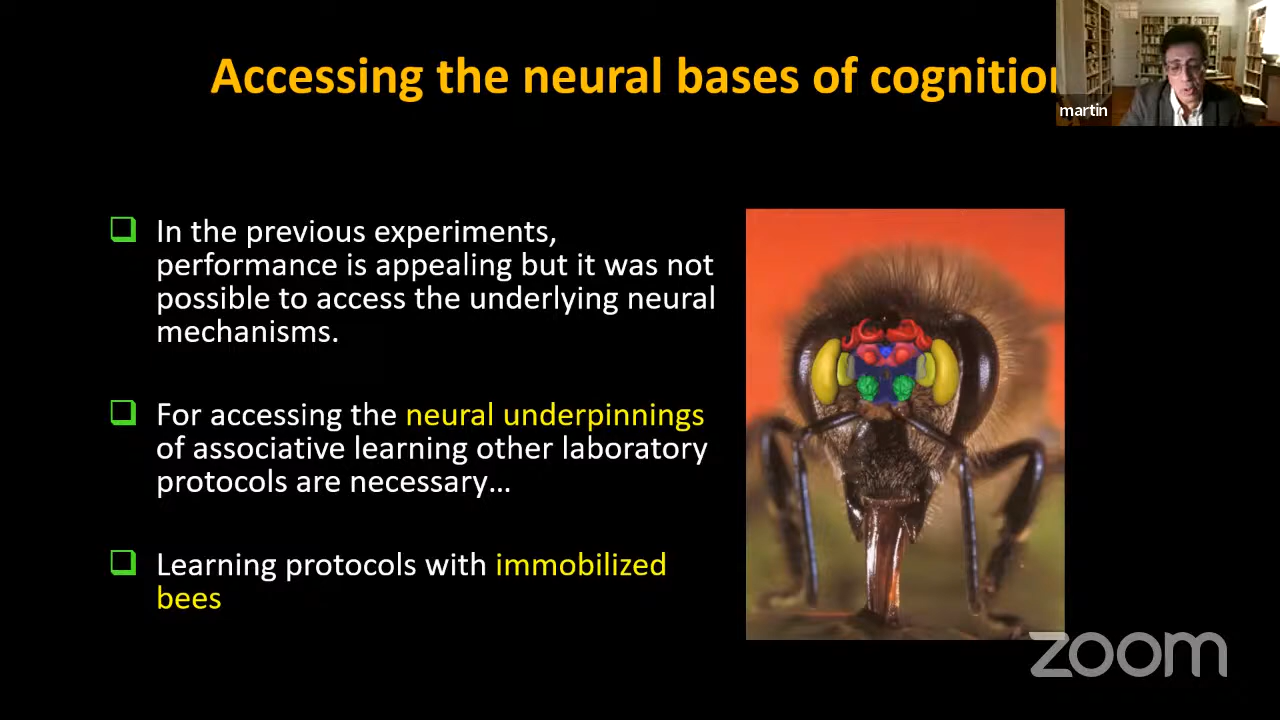 Accessing the neural bases of cognition
martin
In the previous experiments,
performance is appealing but it was not
possible to access the underlying neural
mechanisms.
For accessing the neural underpinnings
of associative learning other laboratory
protocols are necessary…
Learning protocols with immobilized
bees
zoom